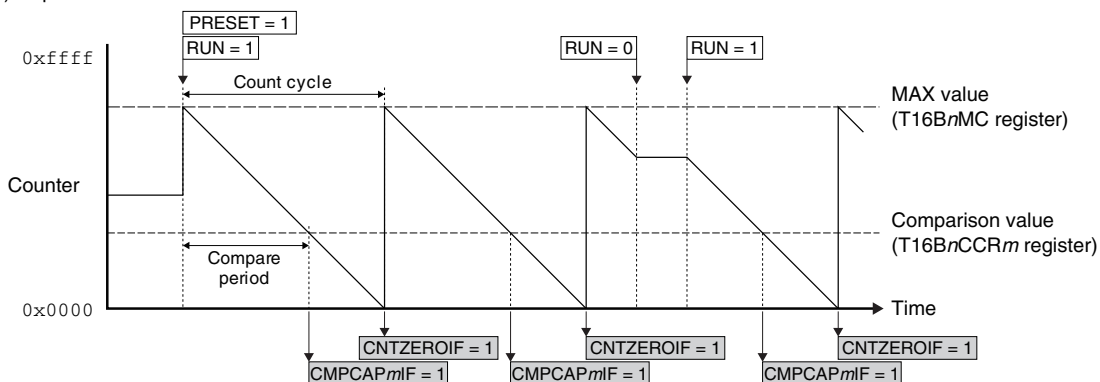 PRESET = 1
RUN = 1
RUN = 0
RUN = 1
0xffff
Count cycle
MAX value
(T16BnMC register)
Counter
Comparison value
(T16BnCCRm register)
Compare
period
0x0000
Time
CNTZEROIF = 1
CNTZEROIF = 1
CNTZEROIF = 1
CMPCAPmIF = 1
CMPCAPmIF = 1
CMPCAPmIF = 1